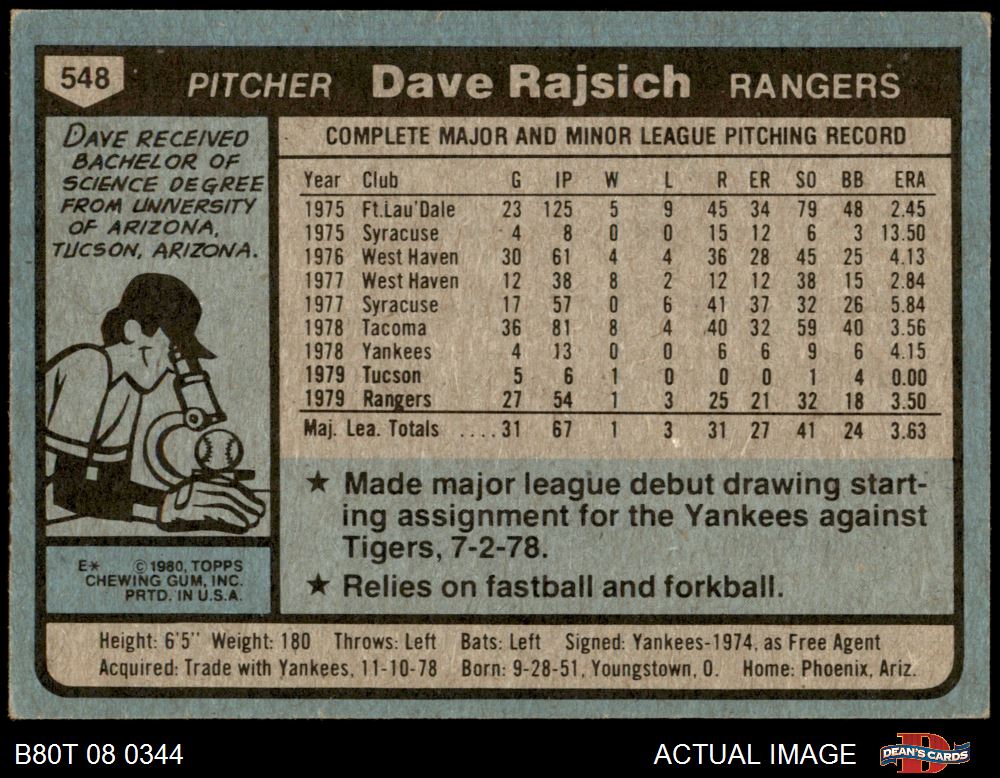 548 PITCHER Dave Rajsich RANGERS
DAVE RECEIVED
BACHELOR OF
SCIENCE DEGREE
FROM UNIVERSITY
OF ARIZONA,
TUCSON, ARIZONA.
E* © 1980, TOPPS
CHEWING GUM, INC.
PRTD. IN U.S.A.
COMPLETE MAJOR AND MINOR LEAGUE PITCHING RECORD
Year Club G IP W L R ER SO BB ERA
1975 Ft.Lau'Dale 23 125 5 9 45 34 79 48 2.45
1975 Syracuse 4 8 0 0 15 12 6 3 13.50
1976 West Haven 30 61 4 4 36 28 45 25 4.13
1977 West Haven 12 38 8 2 12 12 38 15 2.84
1977 Syracuse 17 57 0 6 41 37 32 26 5.84
1978 Tacoma 36 81 8 4 40 32 59 40 3.56
1978 Yankees 4 13 0 0 6 6 9 6 4.15
1979 Tucson 5 6 1 0 0 0 1 4 0.00
1979 Rangers 27 54 1 3 25 21 32 18 3.50
Maj. Lea. Totals ....31 67 1 3 31 27 41 24 3.63
★ Made major league debut drawing start-
ing assignment for the Yankees against
Tigers, 7-2-78.
★ Relies on fastball and forkball.
Height: 6'5" Weight: 180 Throws: Left Bats: Left Signed: Yankees-1974, as Free Agent
Acquired: Trade with Yankees, 11-10-78 Born: 9-28-51, Youngstown, O. Home: Phoenix, Ariz.
B80T 08 0344 ACTUAL IMAGE DEAN'S CARDS